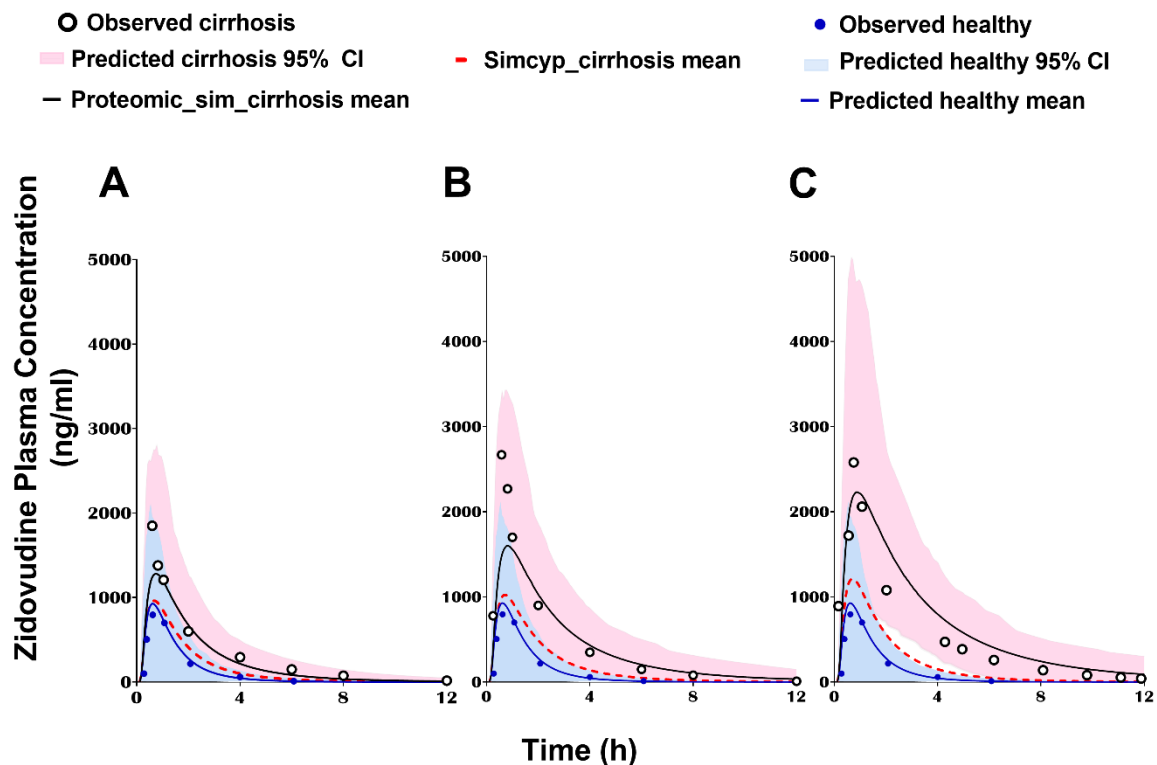 Observed cirrhosis
Observed healthy
Predicted cirrhosis 95% CI
Simcyp_cirrhosis mean
Predicted healthy 95% CI
Proteomic_sim_cirrhosis mean
Predicted healthy mean
A
B
C
Zidovudine Plasma Concentration
(ng/ml)
5000
4000
3000
2000
1000
0
0
4
8
12
5000
4000
3000
2000
1000
0
0
4
8
12
5000
4000
3000
2000
1000
0
0
4
8
12
Time (h)